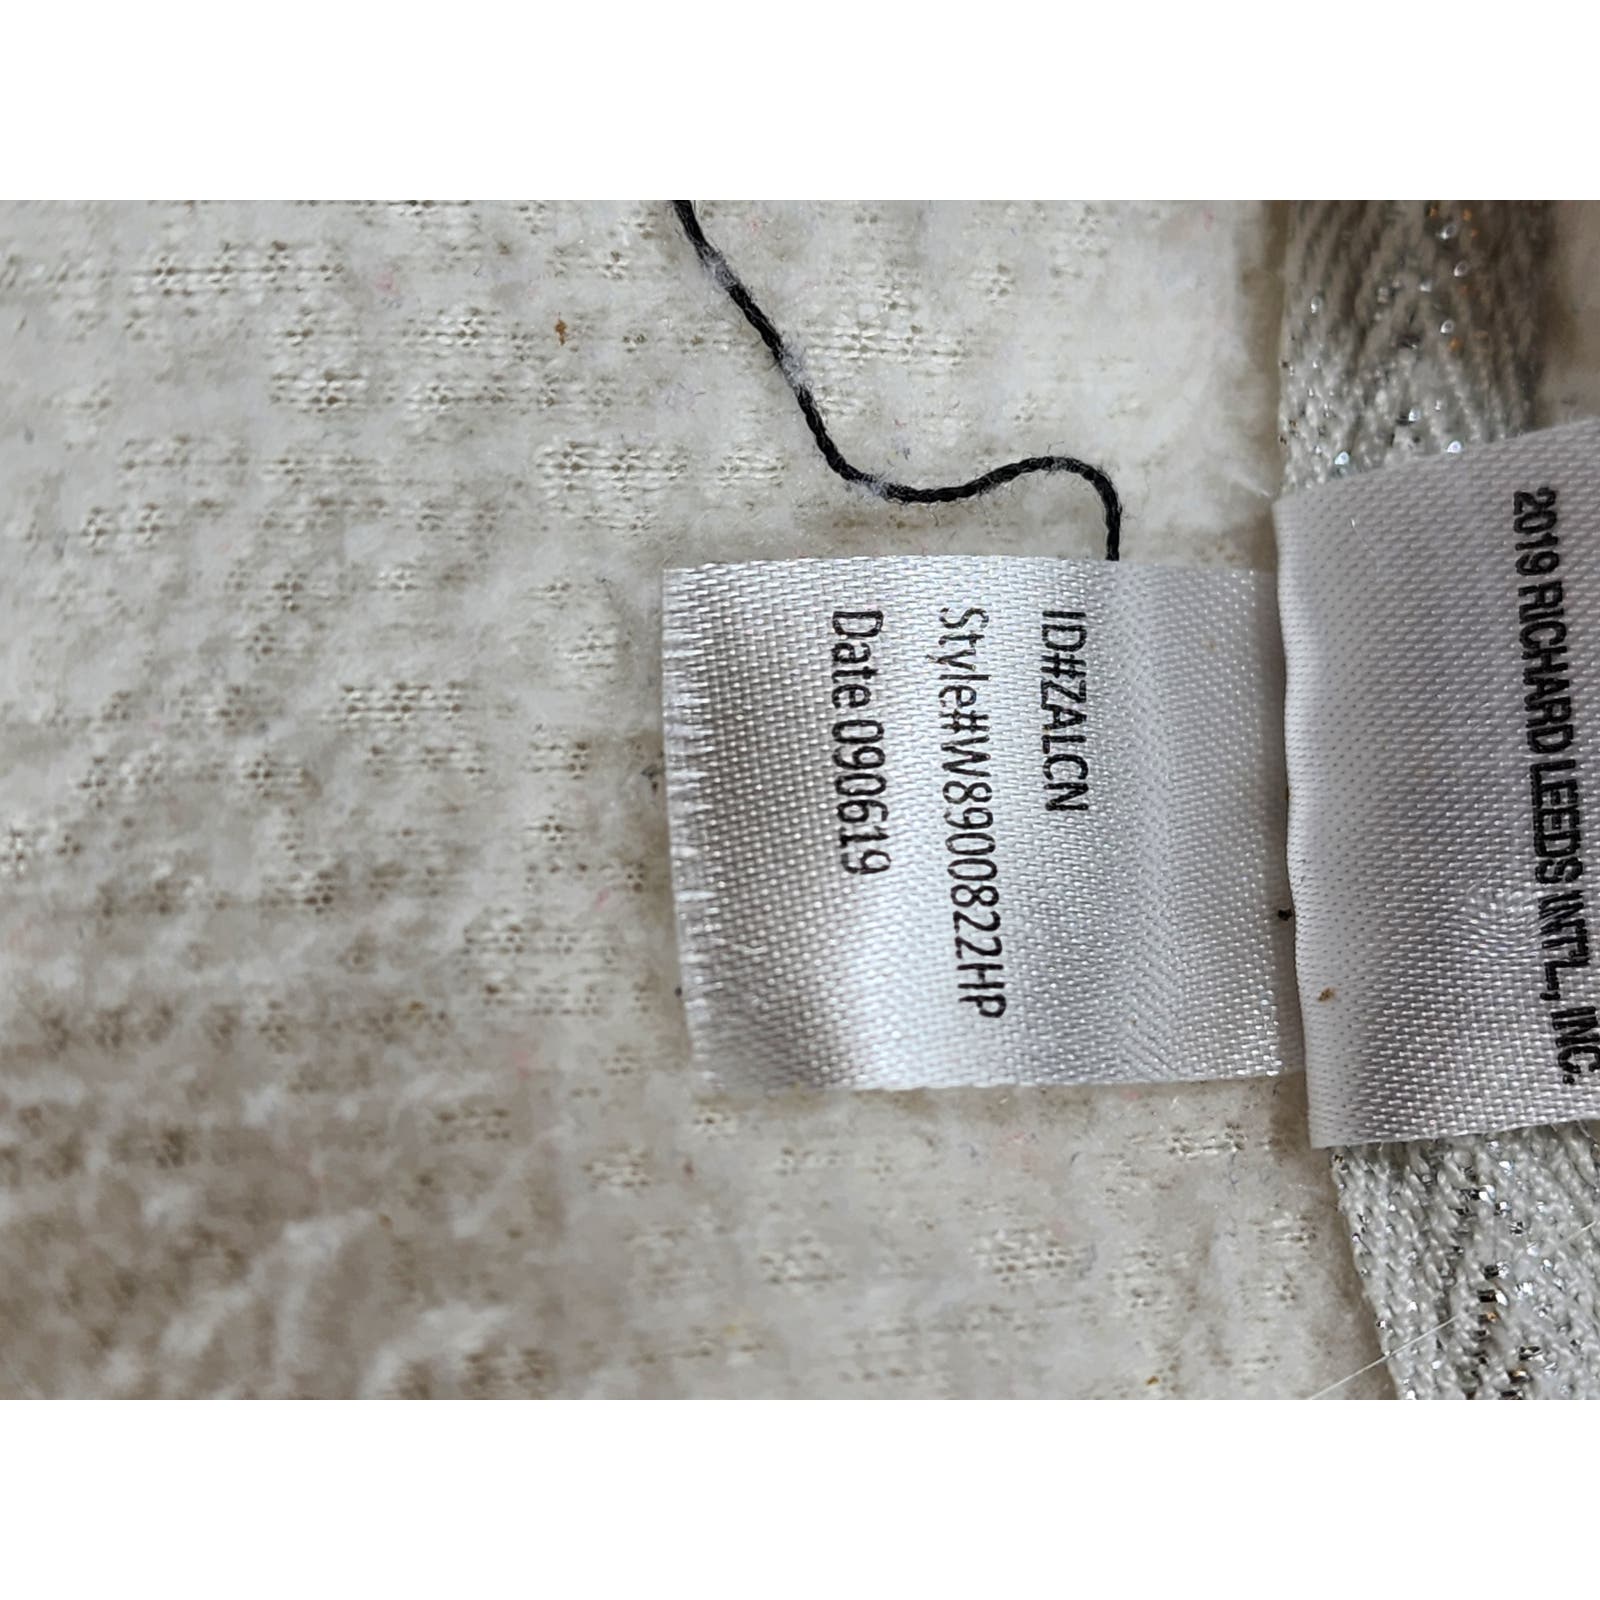 ID#ZALCN
Style#W8900822HP
Date 090619
2019 RICHARD LEEDS INT'L, INC.